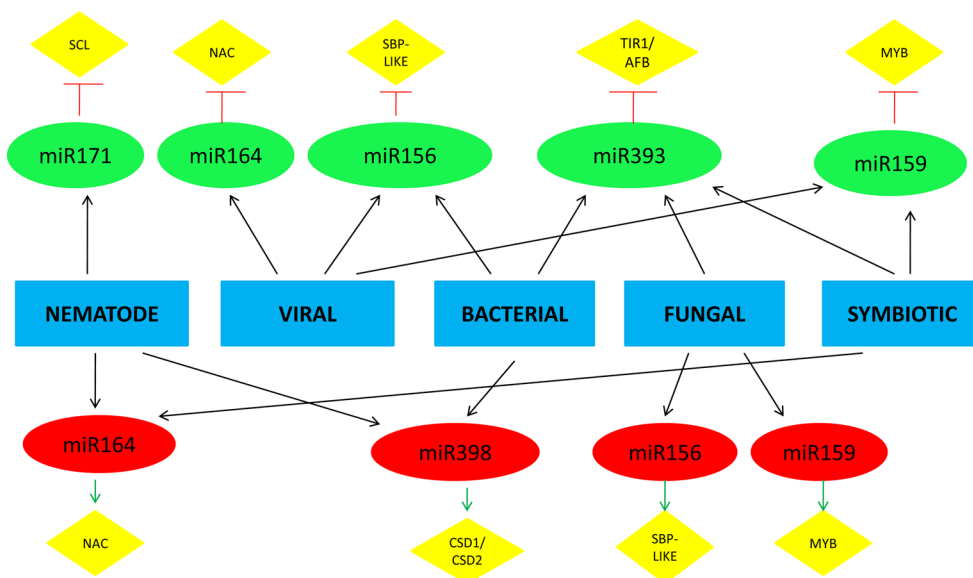 SCL
NAC
SBP-
LIKE
TIR1/
AFB
MYB
miR171
miR164
miR156
miR393
miR159
NEMATODE
VIRAL
BACTERIAL
FUNGAL
SYMBIOTIC
miR164
miR398
miR156
miR159
NAC
CSD1/
CSD2
SBP-
LIKE
MYB